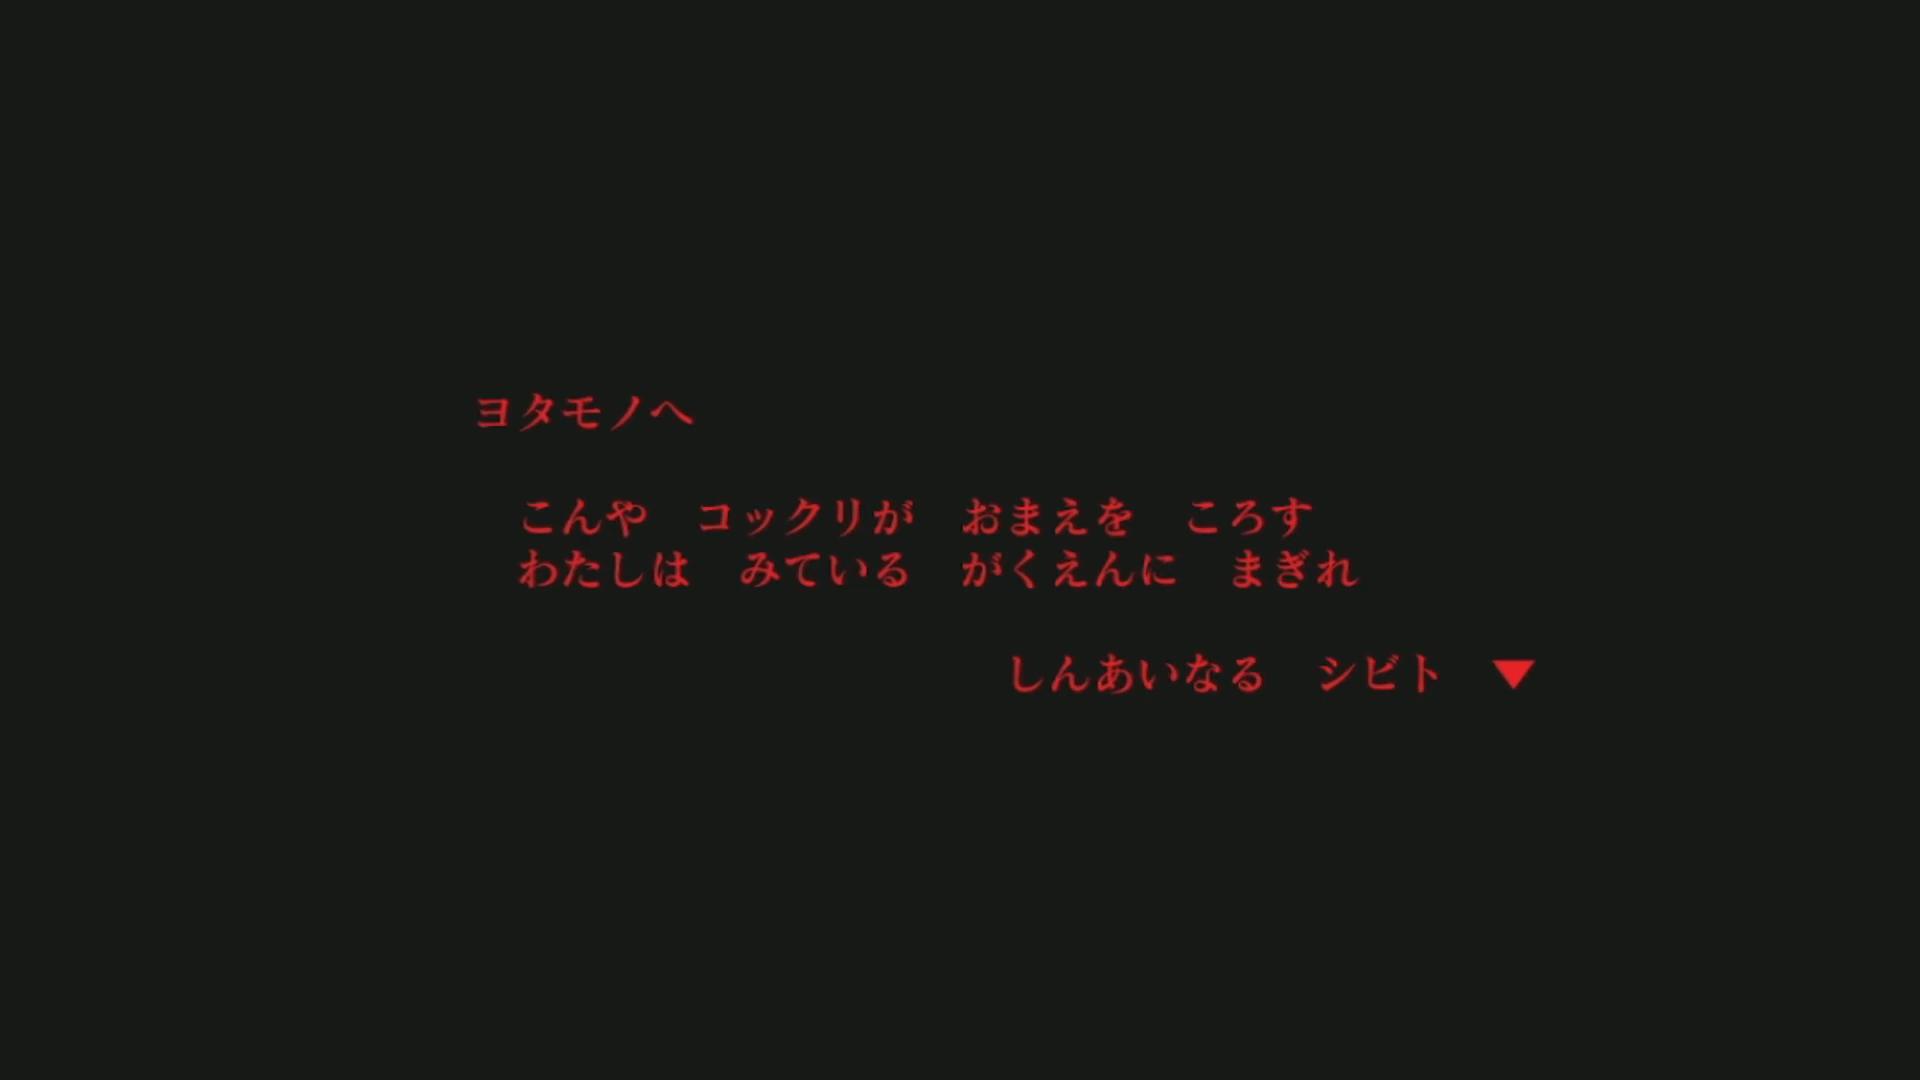 ヨタモノへ
こんや　コックリが　おまえを　ころす
わたしは　みている　がくえんに　まぎれ
しんあいなる　シビト　▼